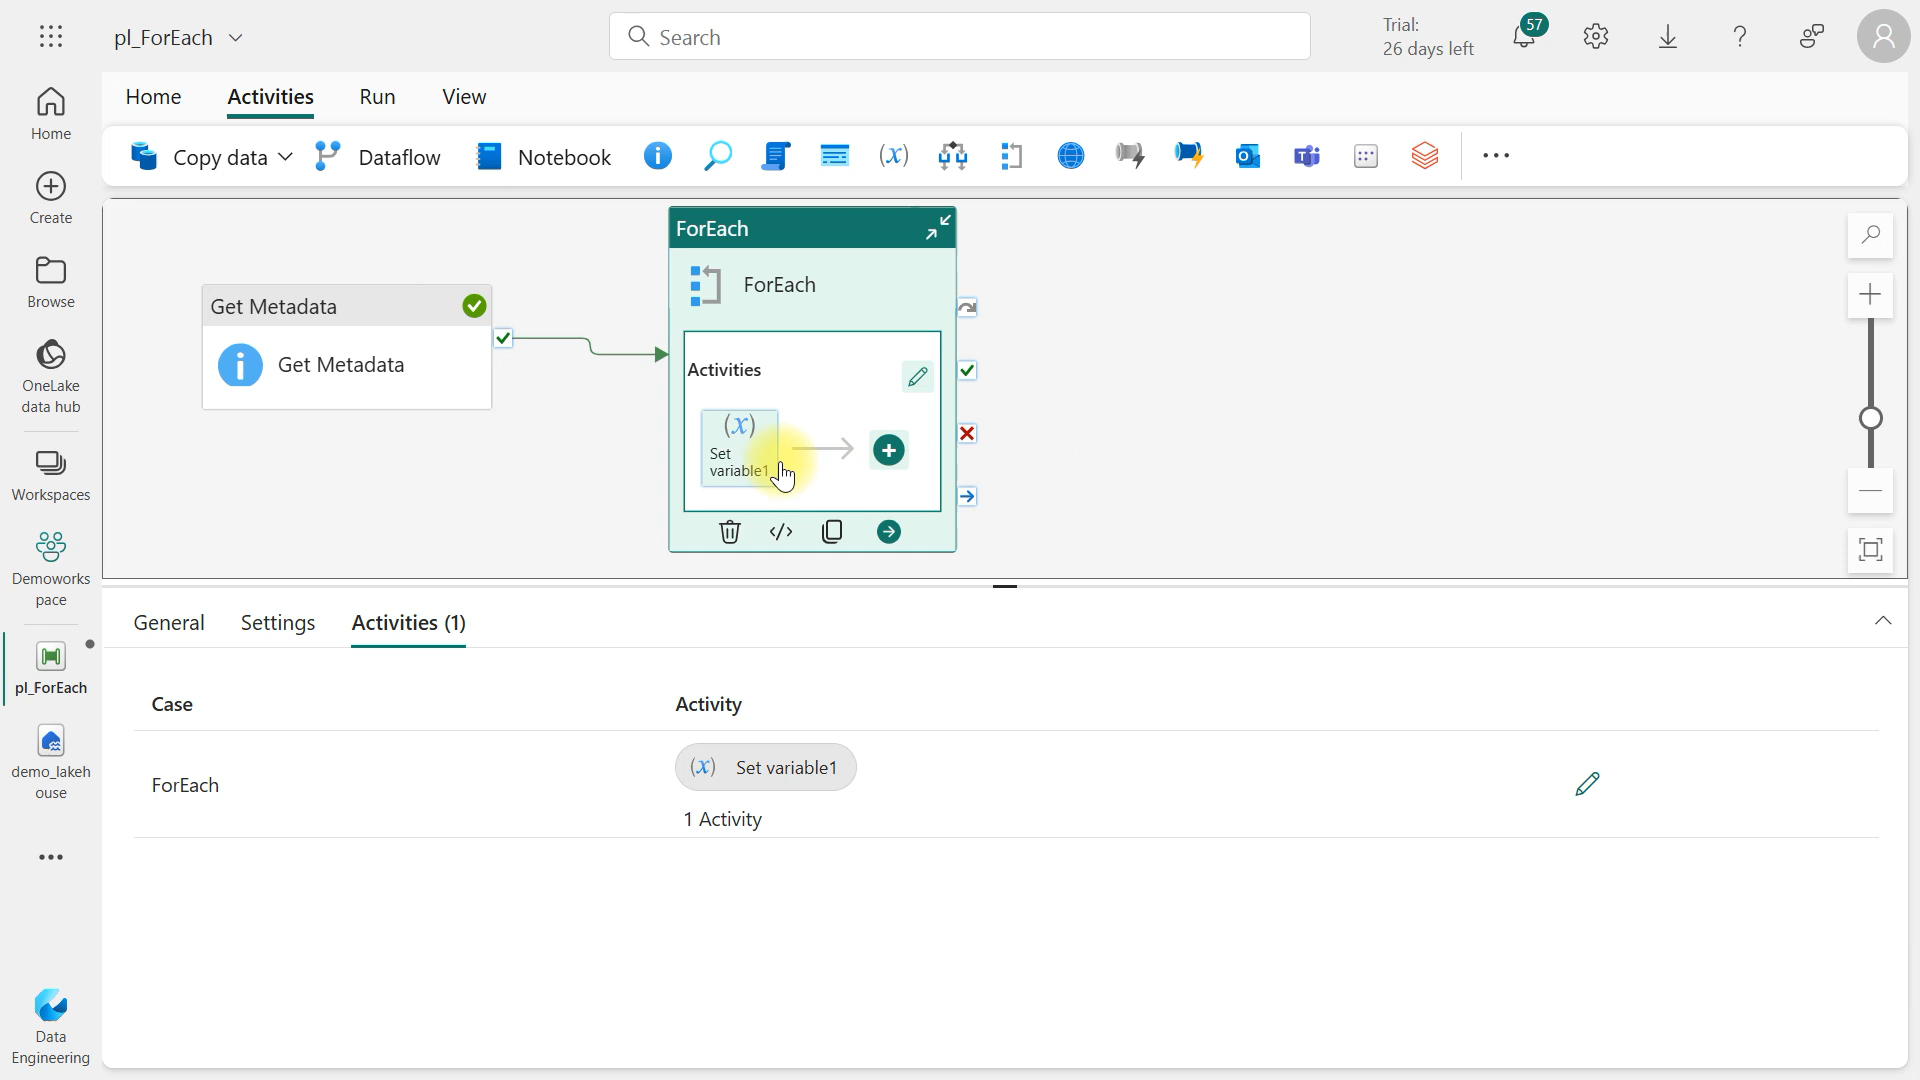 pl_ForEach
Search
Trial:
26 days left
57
Home
Activities
Run
View
Copy data
Dataflow
Notebook
Home
Create
Browse
OneLake
data hub
Workspaces
Demoworks
pace
pl_ForEach
demo_lakeh
ouse
Data
Engineering
Get Metadata
Get Metadata
ForEach
ForEach
Activities
(x)
Set
variable1
General
Settings
Activities (1)
Case
Activity
ForEach
(x) Set variable1
1 Activity